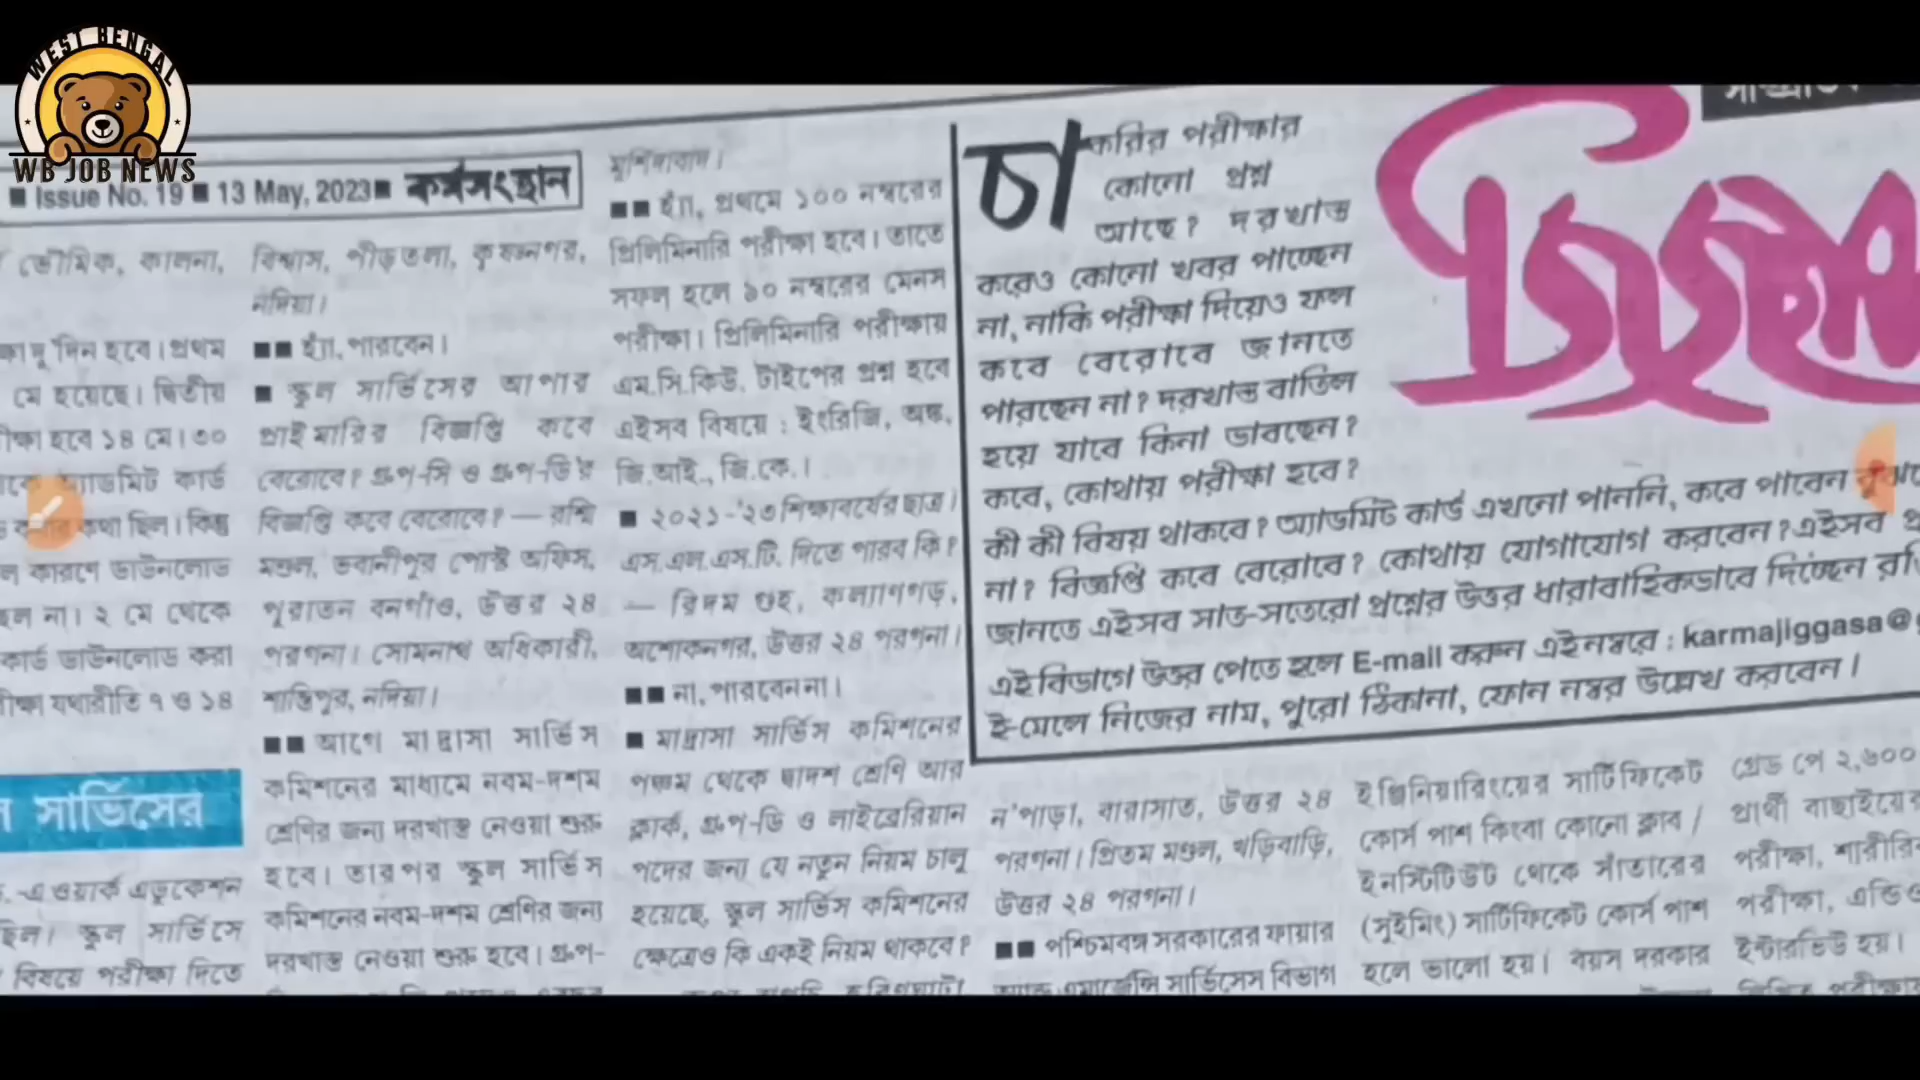 WEST BENGAL
WB JOB NEWS
■ Issue No. 19 ■ 13 May, 2023 ■ কর্মসংস্থান
ভৌমিক, কালনা,
দিন হবে। প্রথম
মে হয়েছে। দ্বিতীয়
হবে ১৪ মে। ৩০
কার্ড
কথা ছিল। কিন্তু
কারণে ডাউনলোড
না। ২ মে থেকে
কার্ড ডাউনলোড করা
যথারীতি ৭ ও ১৪
সার্ভিসের
এ ওয়ার্ক এডুকেশন
স্কুল সার্ভিসে
বিষয়ে পরীক্ষা দিতে
বিশ্বাস, পীড়তলা, কৃষ্ণনগর,
নদিয়া।
■■ হ্যাঁ, পারবেন।
■ স্কুল সার্ভিসের আপার
প্রাইমারির বিজ্ঞপ্তি কবে
বেরোবে? গ্রুপ-সি ও গ্রুপ-ডি'র
বিজ্ঞপ্তি কবে বেরোবে? — রশ্মি
মণ্ডল, ভবানীপুর পোস্ট অফিস,
পুরাতন বনগাঁও, উত্তর ২৪
পরগনা। সোমনাথ অধিকারী,
শান্তিপুর, নদিয়া।
■■ আগে মাদ্রাসা সার্ভিস
কমিশনের মাধ্যমে নবম-দশম
শ্রেণির জন্য দরখাস্ত নেওয়া শুরু
হবে। তারপর স্কুল সার্ভিস
কমিশনের নবম-দশম শ্রেণির জন্য
দরখাস্ত নেওয়া শুরু হবে। গ্রুপ-
মুর্শিদাবাদ।
■■ হ্যাঁ, প্রথমে ১০০ নম্বরের
প্রিলিমিনারি পরীক্ষা হবে। তাতে
সফল হলে ৯০ নম্বরের মেনস
পরীক্ষা। প্রিলিমিনারি পরীক্ষায়
এম.সি.কিউ. টাইপের প্রশ্ন হবে
এইসব বিষয়ে : ইংরিজি, অঙ্ক,
জি.আই., জি.কে.।
■ ২০২১-'২৩ শিক্ষাবর্ষের ছাত্র।
এস.এল.এস.টি. দিতে পারব কি?
— রিদম গুহ, কল্যাণগড়,
অশোকনগর, উত্তর ২৪ পরগনা।
■■ না, পারবেন না।
■ মাদ্রাসা সার্ভিস কমিশনের
পঞ্চম থেকে দ্বাদশ শ্রেণি আর
ক্লার্ক, গ্রুপ-ডি ও লাইব্রেরিয়ান
পদের জন্য যে নতুন নিয়ম চালু
হয়েছে, স্কুল সার্ভিস কমিশনের
ক্ষেত্রেও কি একই নিয়ম থাকবে?
চাকরির পরীক্ষার
কোনো প্রশ্ন
আছে? দরখাস্ত
করেও কোনো খবর পাচ্ছেন
না, নাকি পরীক্ষা দিয়েও ফল
কবে বেরোবে জানতে
পারছেন না? দরখাস্ত বাতিল
হয়ে যাবে কিনা ভাবছেন?
কবে, কোথায় পরীক্ষা হবে?
কী কী বিষয় থাকবে? অ্যাডমিট কার্ড এখনো পাননি, কবে পাবেন
না? বিজ্ঞপ্তি কবে বেরোবে? কোথায় যোগাযোগ করবেন? এইসব
জানতে এইসব সাত-সতেরো প্রশ্নের উত্তর ধারাবাহিকভাবে দিচ্ছেন
এই বিভাগে উত্তর পেতে হলে E-mail করুন এই নম্বরে : karmajiggasa@
ই-মেলে নিজের নাম, পুরো ঠিকানা, ফোন নম্বর উল্লেখ করবেন।
ন'পাড়া, বারাসাত, উত্তর ২৪
পরগনা। প্রিতম মণ্ডল, খড়িবাড়ি,
উত্তর ২৪ পরগনা।
■■ পশ্চিমবঙ্গ সরকারের ফায়ার
অ্যান্ড এমার্জেন্সি সার্ভিসেস বিভাগ
ইঞ্জিনিয়ারিংয়ের সার্টিফিকেট
কোর্স পাশ কিংবা কোনো ক্লাব /
ইনস্টিটিউট থেকে সাঁতারের
(সুইমিং) সার্টিফিকেট কোর্স পাশ
হলে ভালো হয়। বয়স দরকার
গ্রেড পে ২,৬০০
প্রার্থী বাছাইয়ের
পরীক্ষা, শারীরি
পরীক্ষা,
ইন্টারভিউ হয়।